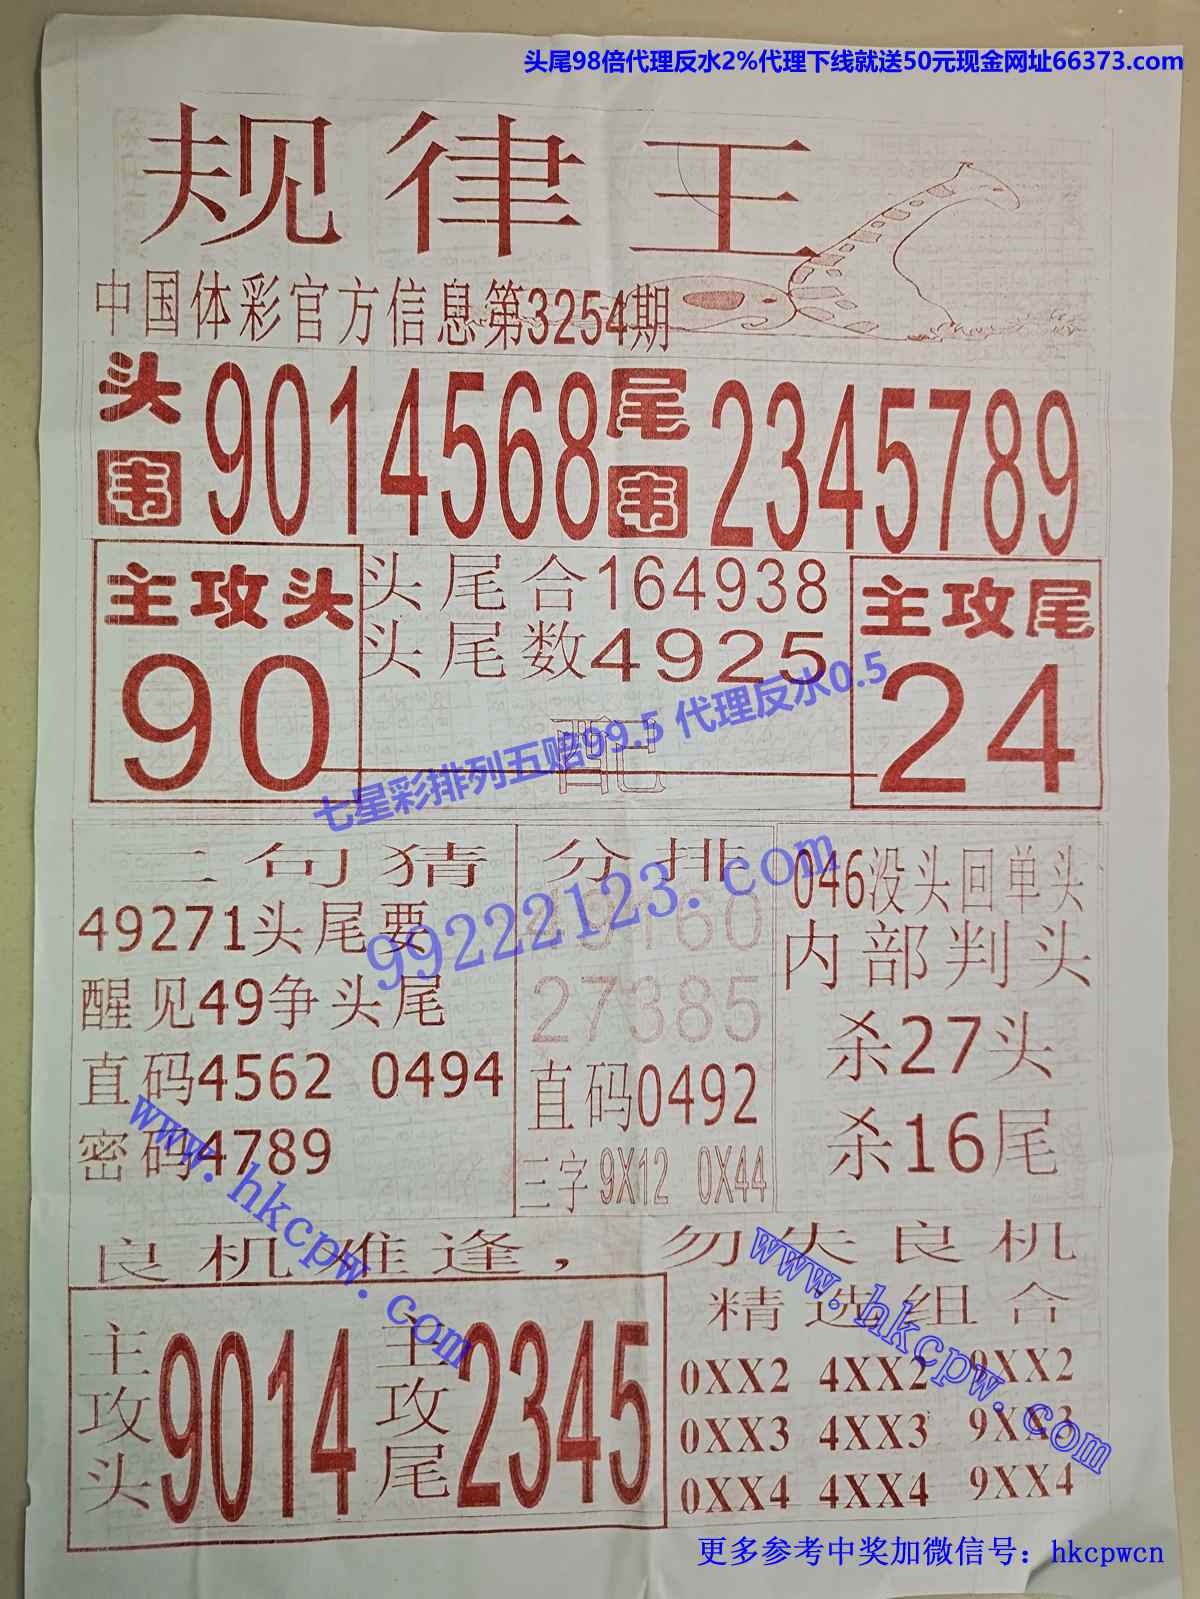 头尾98倍代理反水2%代理下线就送50元现金网址66373.com
规律王
中国体彩官方信息第3254期
头围 9014568 尾围 2345789
主攻头 90
头尾合164938
头尾数4925
配
主攻尾 24
七星彩排列五赔99.5 代理反水0.5
99222123.com
三句猜
49271头尾要
醒见49争头尾
直码4562 0494
密码4789
分排
27385
直码0492
三字 9X12 0X44
046没头回单头
内部判头
杀27头
杀16尾
www.hkcpw.com
良机难逢，勿失良机
主攻头 9014 主攻尾 2345
精选组合
0XX2 4XX2 9XX2
0XX3 4XX3 9XX3
0XX4 4XX4 9XX4
www.hkcpw.com
更多参考中奖加微信号：hkcpwcn